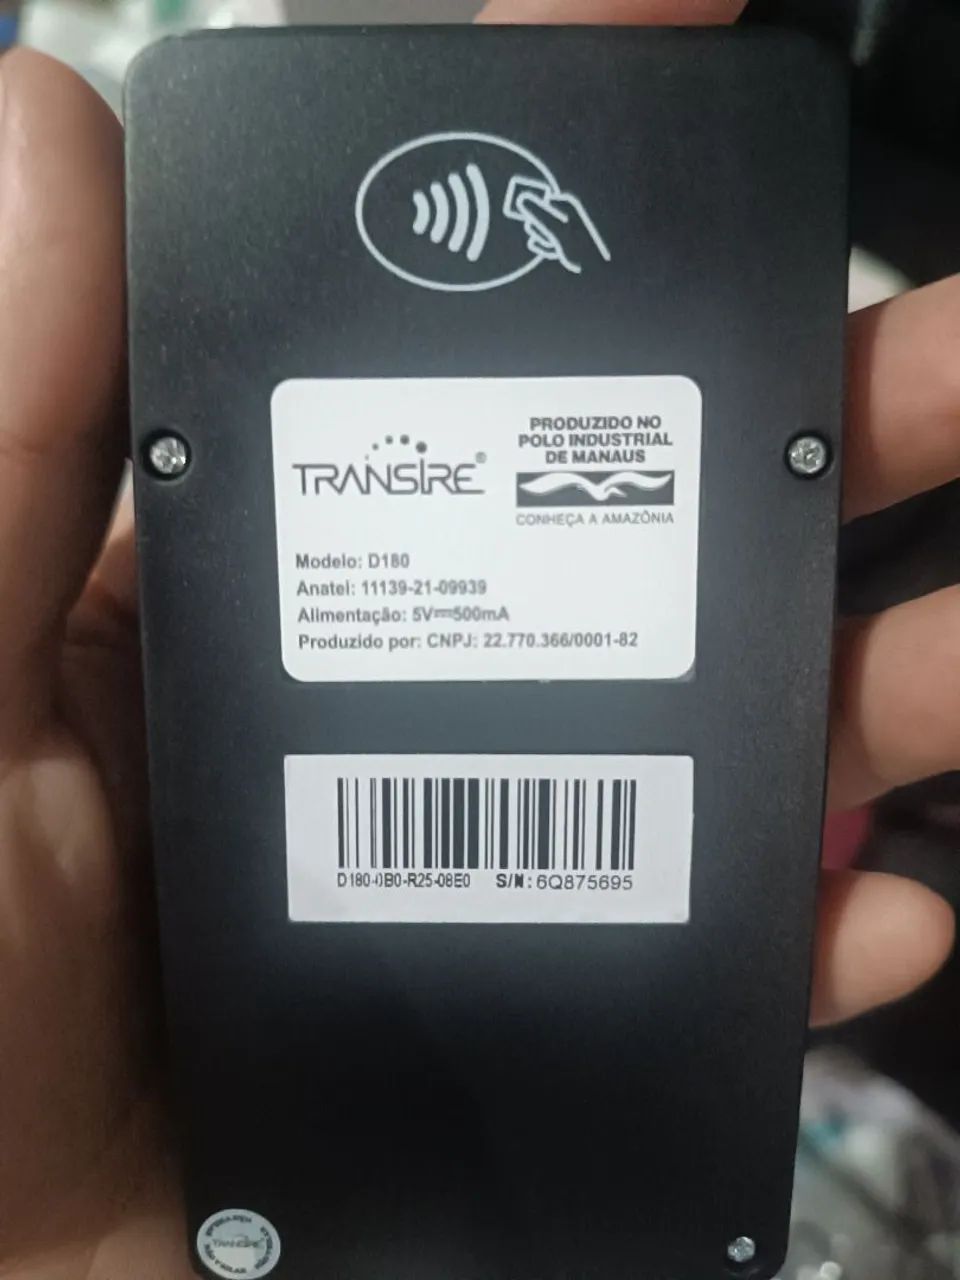 TRANSIRE®
PRODUZIDO NO
POLO INDUSTRIAL
DE MANAUS
CONHEÇA A AMAZÔNIA
Modelo: D180
Anatel: 11139-21-09939
Alimentação: 5V⎓500mA
Produzido por: CNPJ: 22.770.366/0001-82
D180-0B0-R25-08E0 S/N: 6Q875695
TRANSIRE